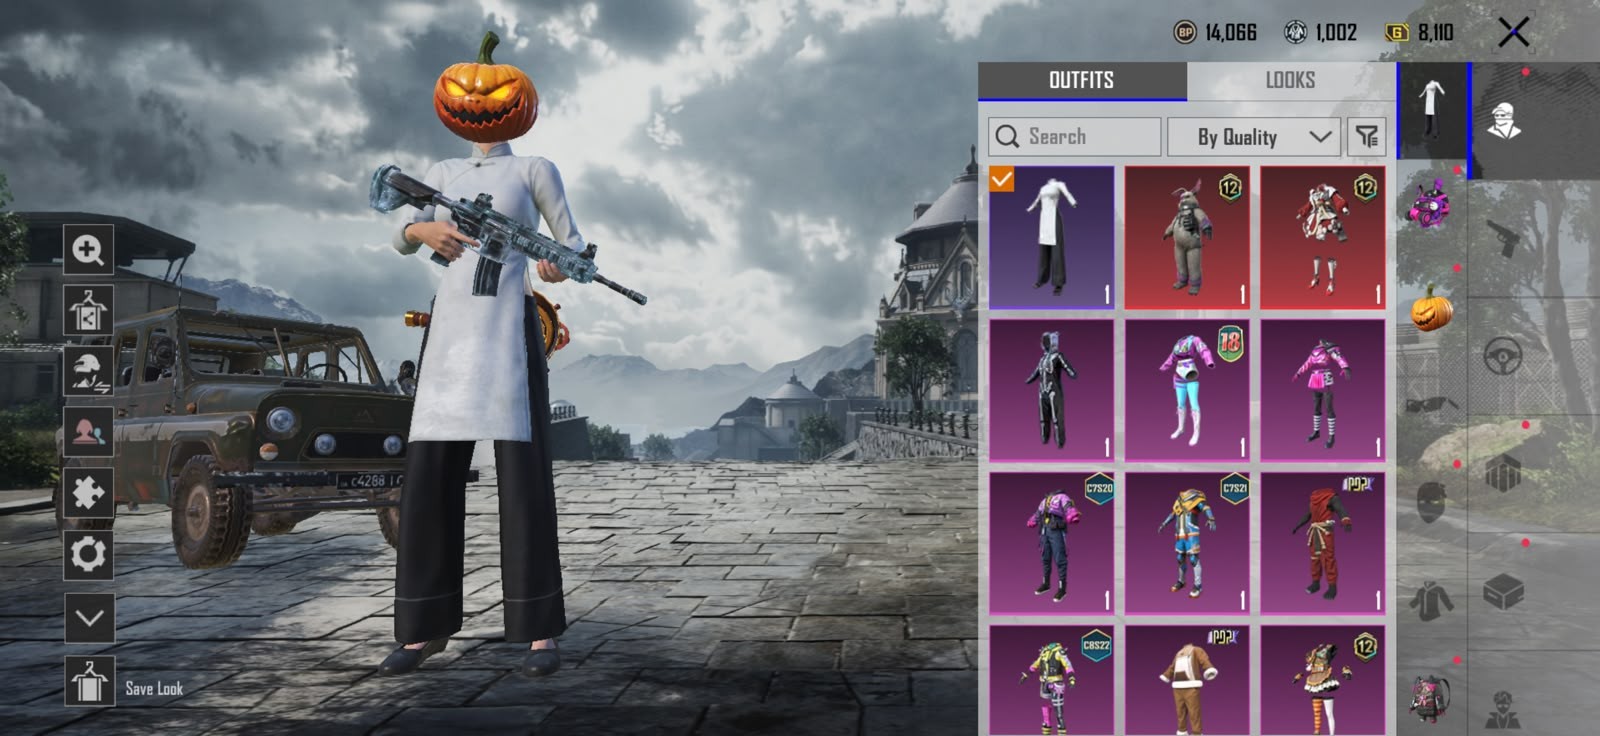 BP 14,066 1,002 G 8,110
OUTFITS LOOKS
Search By Quality
12 12
1 1 1
18
1 1 1
C7S20 C7S21
1 1 1
C8S22 12
C4288
Save Look